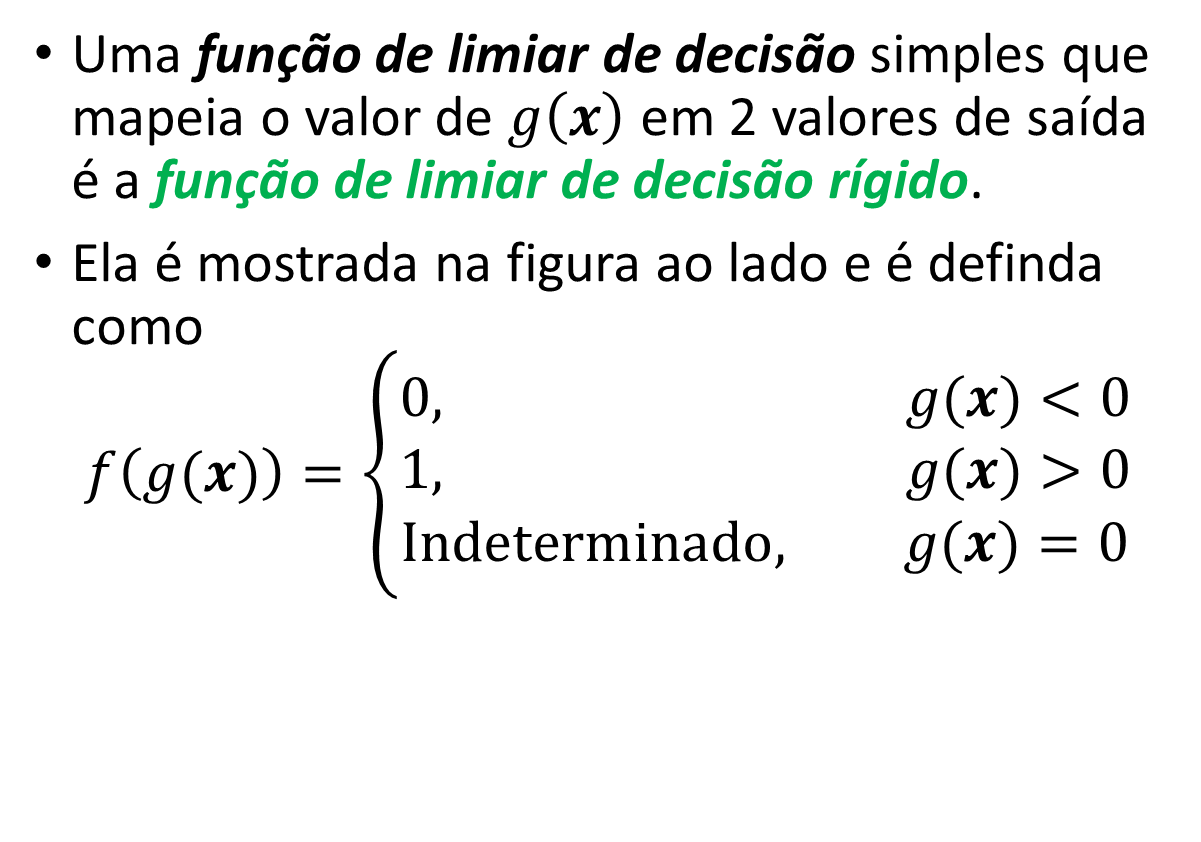 • Uma função de limiar de decisão simples que
mapeia o valor de g(x) em 2 valores de saída
é a função de limiar de decisão rígido.
• Ela é mostrada na figura ao lado e é definda
como
0, g(x) < 0
f(g(x)) = { 1, g(x) > 0
Indeterminado, g(x) = 0